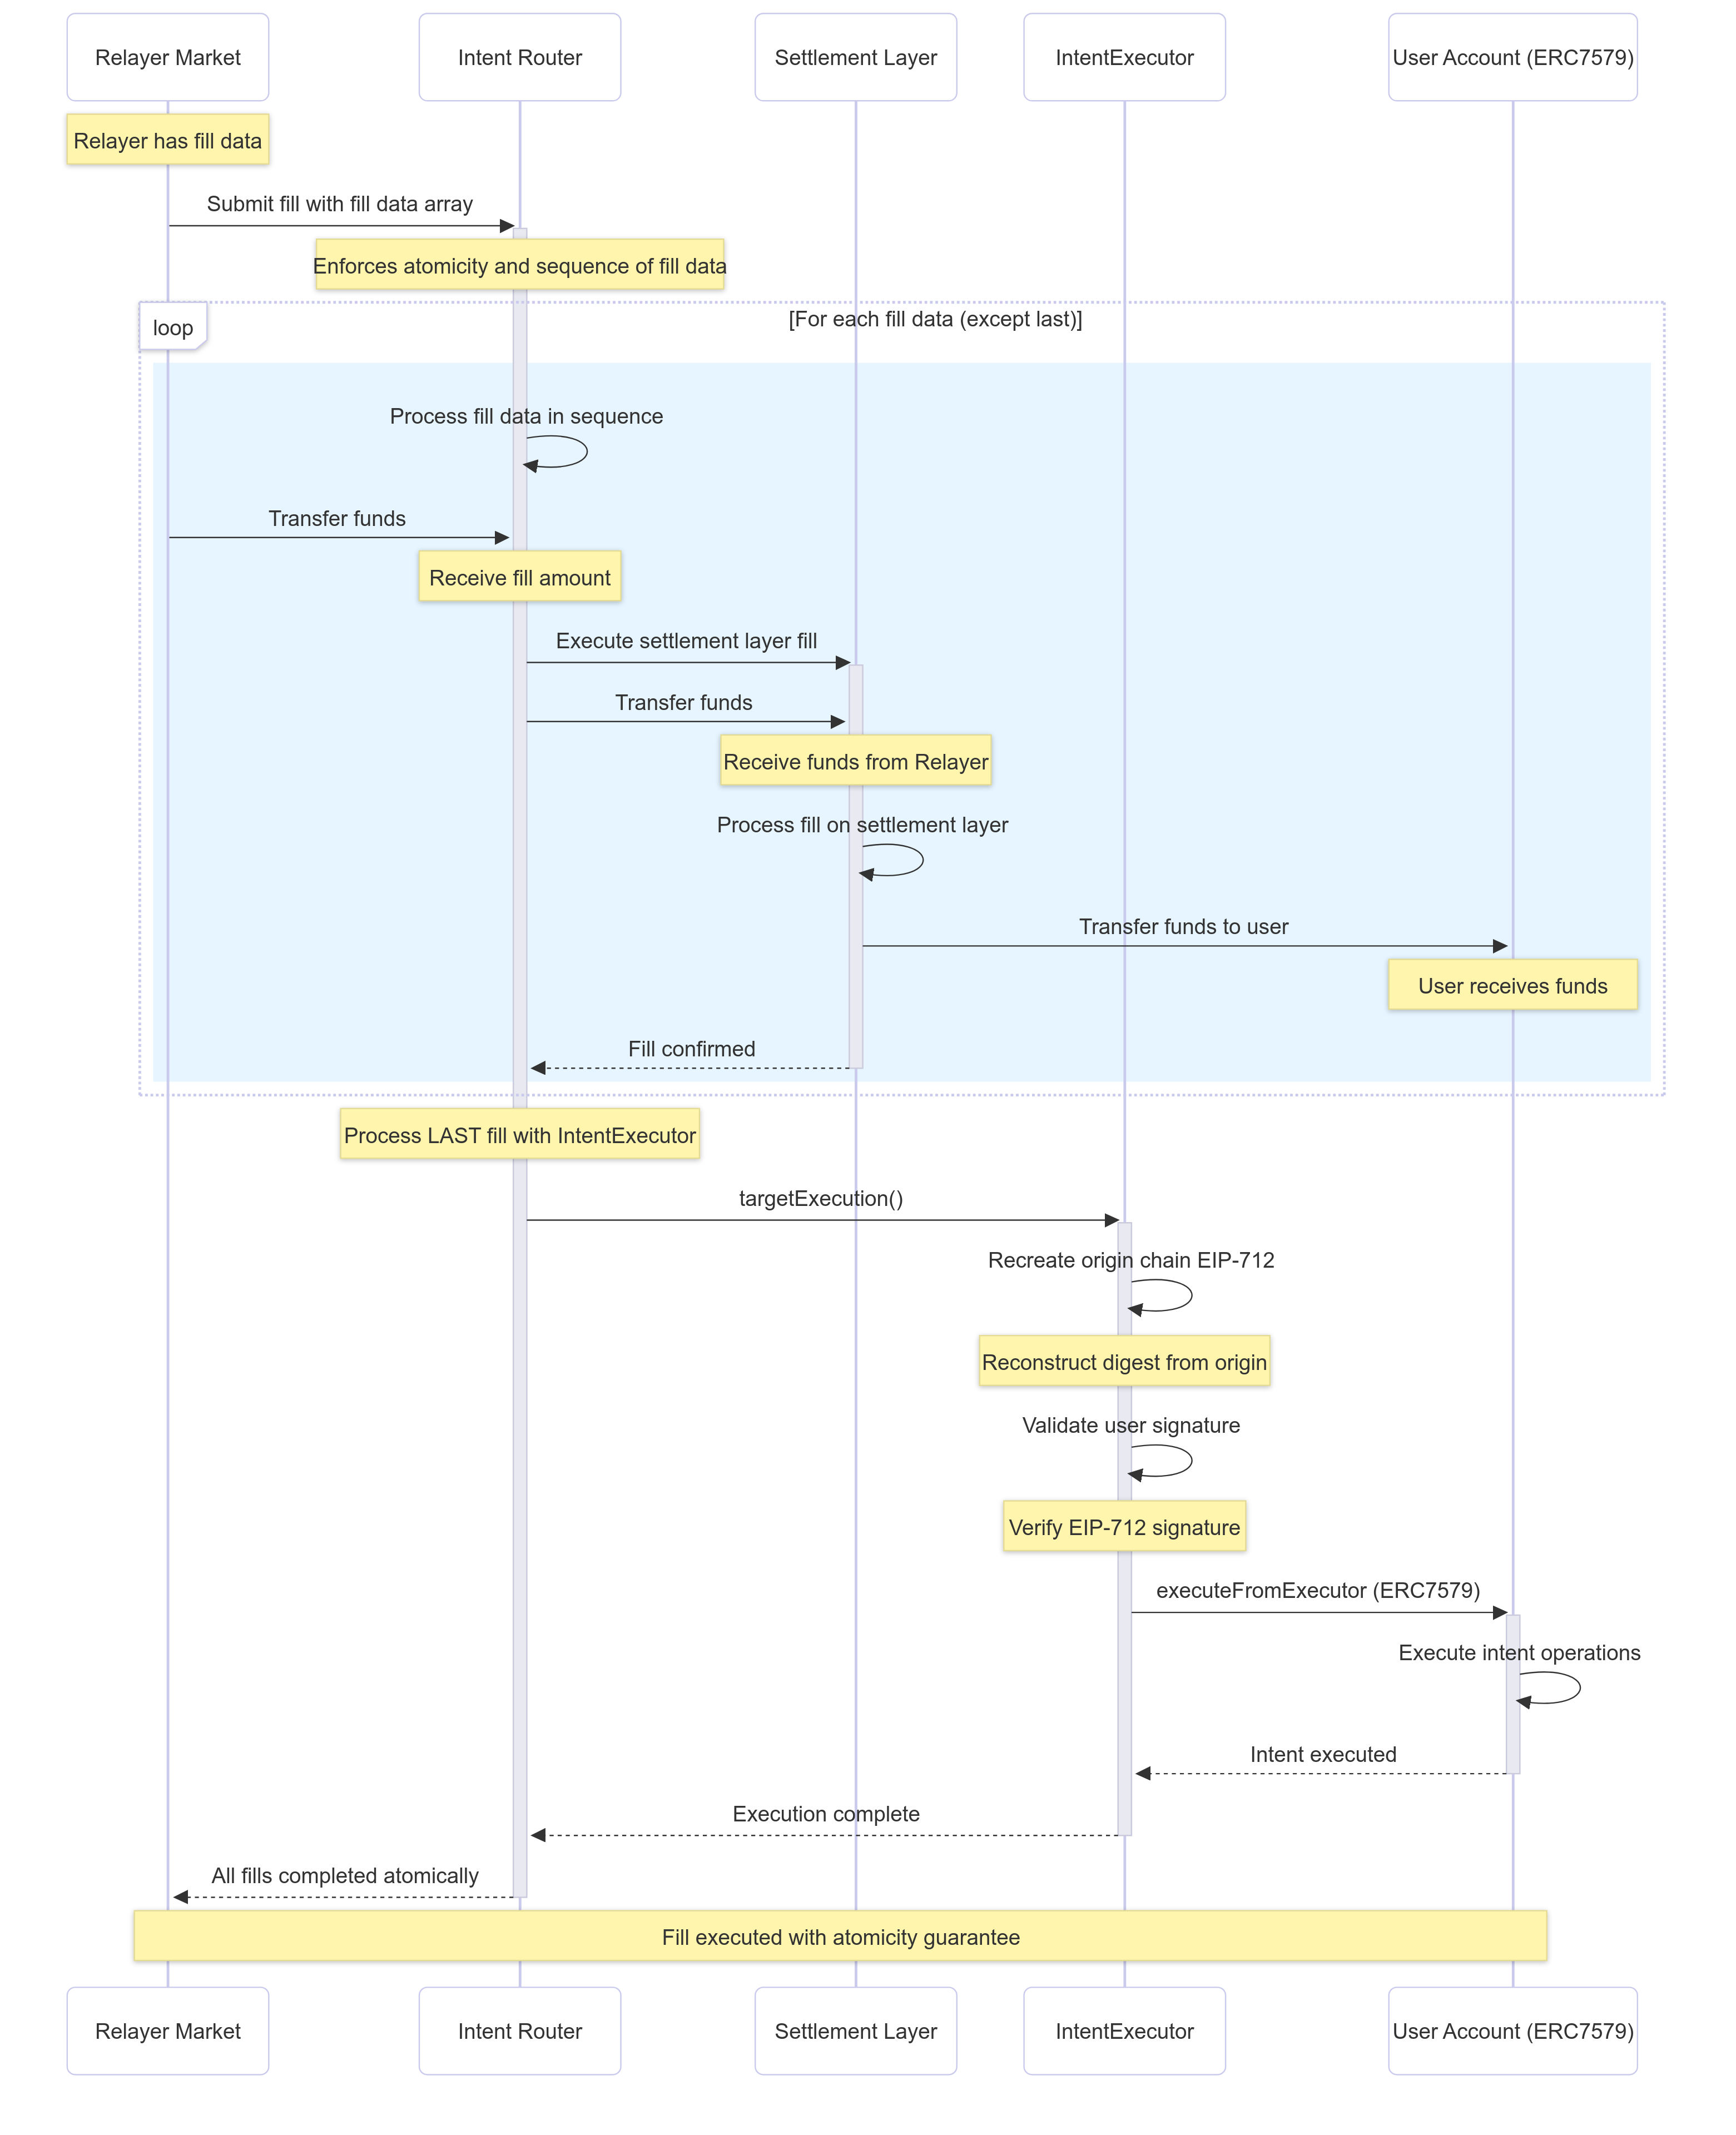 Relayer Market
Intent Router
Settlement Layer
IntentExecutor
User Account (ERC7579)
Relayer has fill data
Submit fill with fill data array
Enforces atomicity and sequence of fill data
loop
[For each fill data (except last)]
Process fill data in sequence
Transfer funds
Receive fill amount
Execute settlement layer fill
Transfer funds
Receive funds from Relayer
Process fill on settlement layer
Transfer funds to user
User receives funds
Fill confirmed
Process LAST fill with IntentExecutor
targetExecution()
Recreate origin chain EIP-712
Reconstruct digest from origin
Validate user signature
Verify EIP-712 signature
executeFromExecutor (ERC7579)
Execute intent operations
Intent executed
Execution complete
All fills completed atomically
Fill executed with atomicity guarantee
Relayer Market
Intent Router
Settlement Layer
IntentExecutor
User Account (ERC7579)